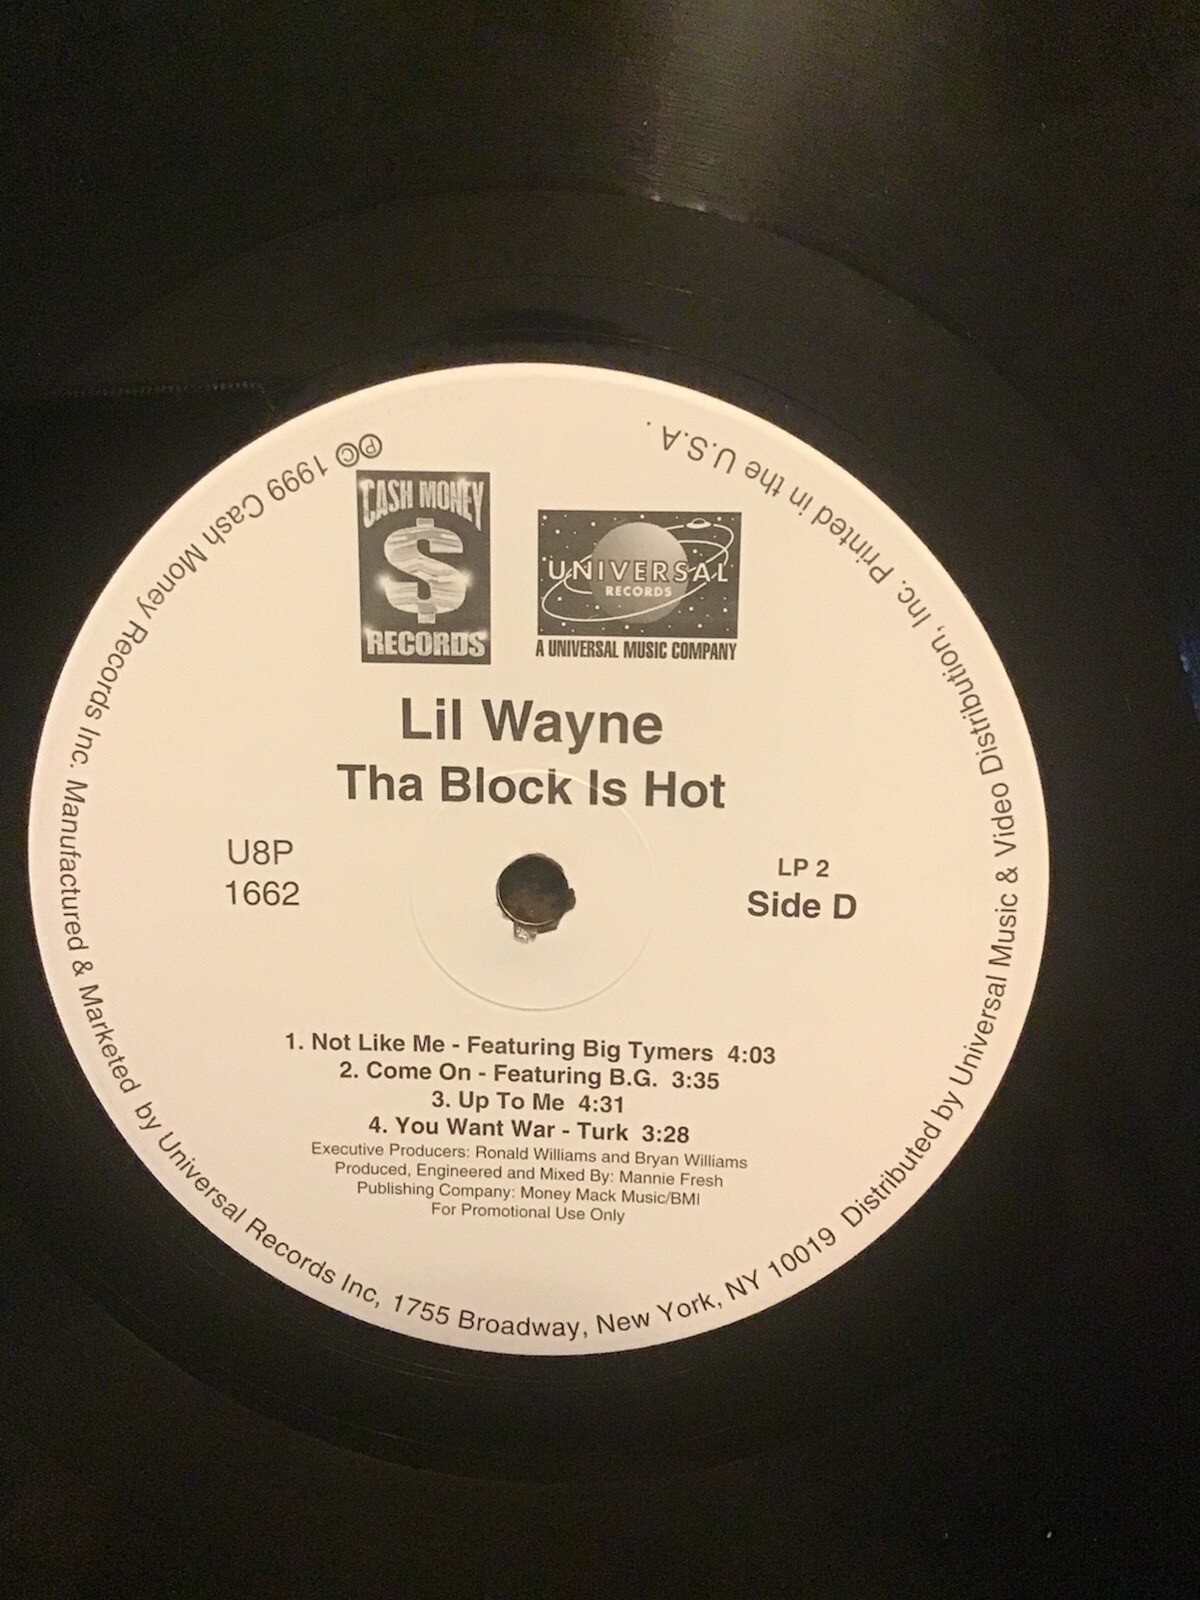 CASH MONEY
$
RECORDS
UNIVERSAL
RECORDS
A UNIVERSAL MUSIC COMPANY
Lil Wayne
Tha Block Is Hot
U8P
1662
LP 2
Side D
1. Not Like Me - Featuring Big Tymers 4:03
2. Come On - Featuring B.G. 3:35
3. Up To Me 4:31
4. You Want War - Turk 3:28
Executive Producers: Ronald Williams and Bryan Williams
Produced, Engineered and Mixed By: Mannie Fresh
Publishing Company: Money Mack Music/BMI
For Promotional Use Only
℗© 1999 Cash Money Records Inc. Manufactured & Marketed by Universal Records Inc, 1755 Broadway, New York, NY 10019 Distributed by Universal Music & Video Distribution, Inc. Printed in the U.S.A.